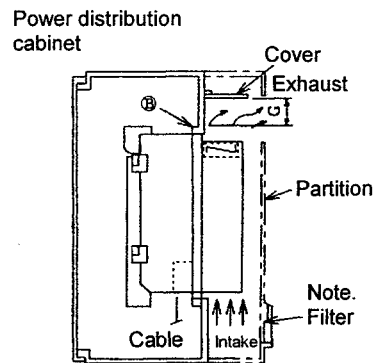 Power distribution
cabinet
Cover
Exhaust
B
G
Partition
Note.
Filter
Cable
Intake